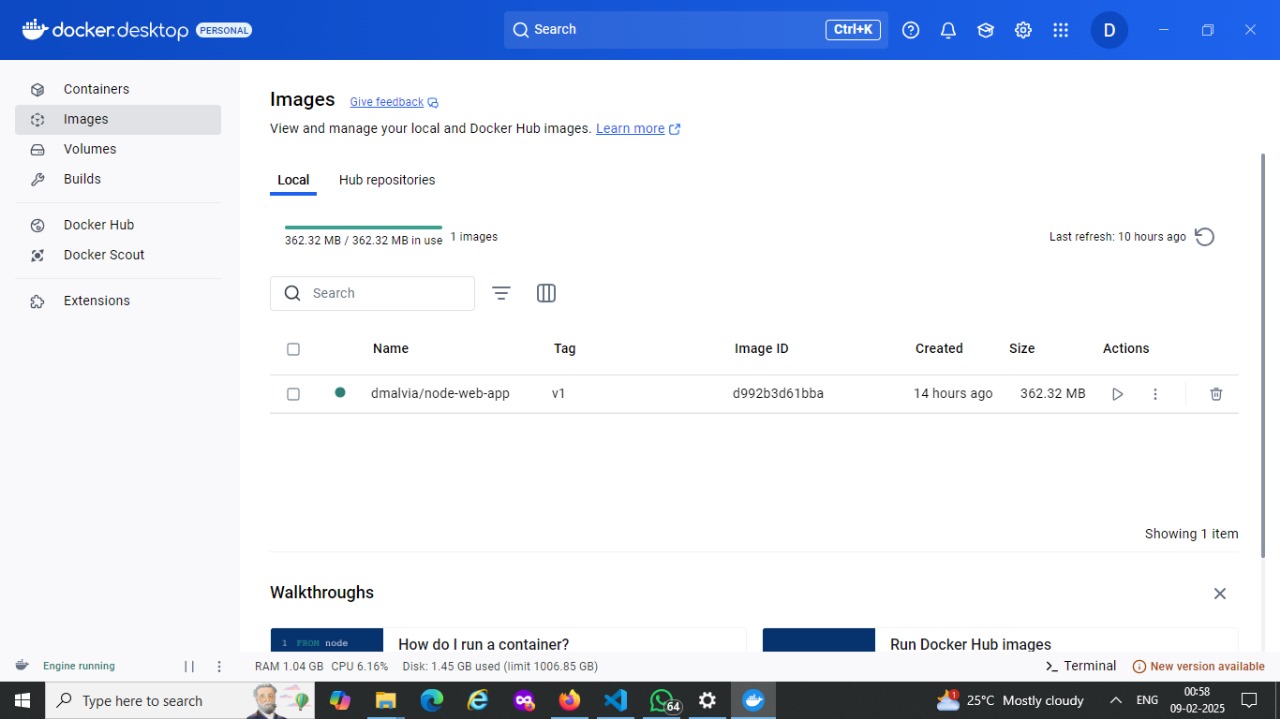 docker.desktop PERSONAL
Search
Ctrl+K
D
Containers
Images
Volumes
Builds
Docker Hub
Docker Scout
Extensions
Images Give feedback
View and manage your local and Docker Hub images. Learn more
Local Hub repositories
362.32 MB / 362.32 MB in use 1 images
Last refresh: 10 hours ago
Search
Name Tag Image ID Created Size Actions
dmalvia/node-web-app v1 d992b3d61bba 14 hours ago 362.32 MB
Showing 1 item
Walkthroughs
1 FROM node
How do I run a container?
Run Docker Hub images
Engine running
RAM 1.04 GB CPU 6.16% Disk: 1.45 GB used (limit 1006.85 GB)
>_ Terminal
New version available
Type here to search
64
1
25°C Mostly cloudy
ENG
00:58
09-02-2025